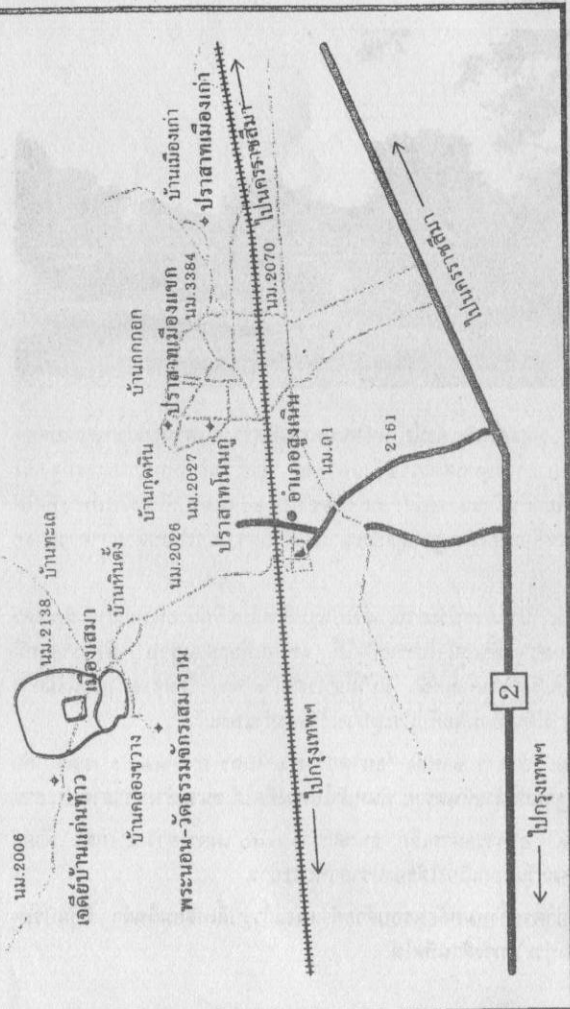 นม.2006
นม.2138
บ้านทะเด
เมืองเสมา
บ้านหินตั้ง
เจดีย์บ้านแก่นท้าว
บ้านคลองขวาง
พระนอน วัดธรรมจักรเสมาราม
บ้านกุดหิน
นม.2026
นม.2027
ปราสาทโนนกู่
บ้านกกกอก
ปราสาทเมืองแขก
นม.3384
บ้านเมืองเก่า
ปราสาทเมืองเก่า
ไปนครราชสีมา
นม.2070
อำเภอสูงเนิน
นม.ถ1
2161
ไปกรุงเทพฯ
ไปนครราชสีมา
2
ไปกรุงเทพฯ